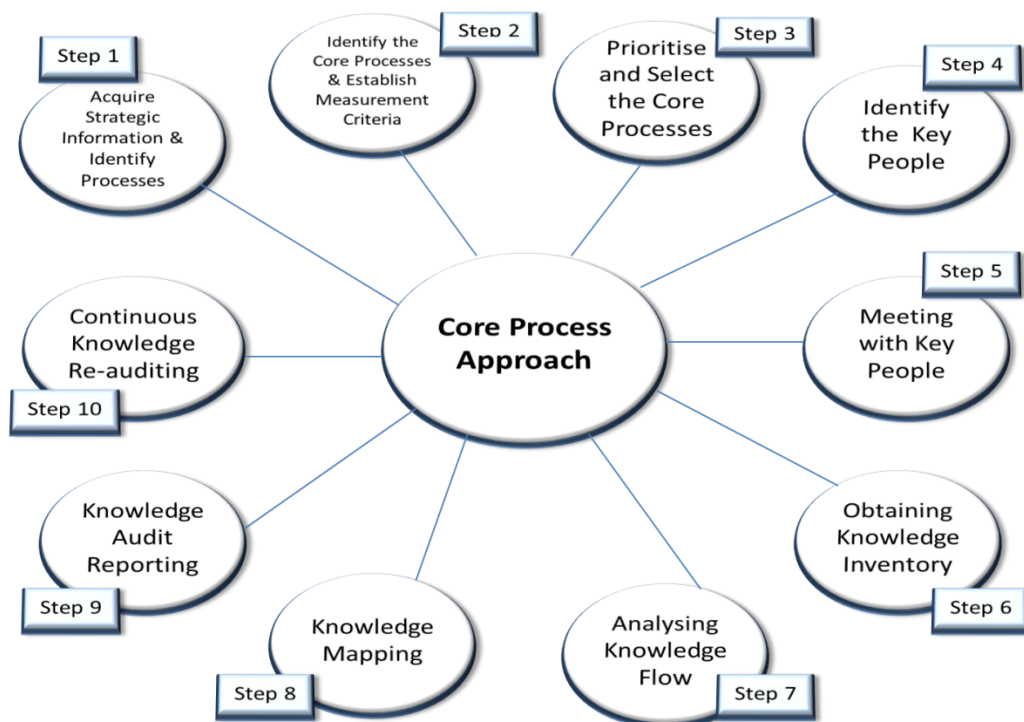 Step 1
Acquire
Strategic
Information &
Identify
Processes
Step 2
Identify the
Core Processes
& Establish
Measurement
Criteria
Step 3
Prioritise
and Select
the Core
Processes
Step 4
Identify
the Key
People
Step 5
Meeting
with Key
People
Obtaining
Knowledge
Inventory
Step 6
Analysing
Knowledge
Flow
Step 7
Knowledge
Mapping
Step 8
Knowledge
Audit
Reporting
Step 9
Continuous
Knowledge
Re-auditing
Step 10
Core Process
Approach